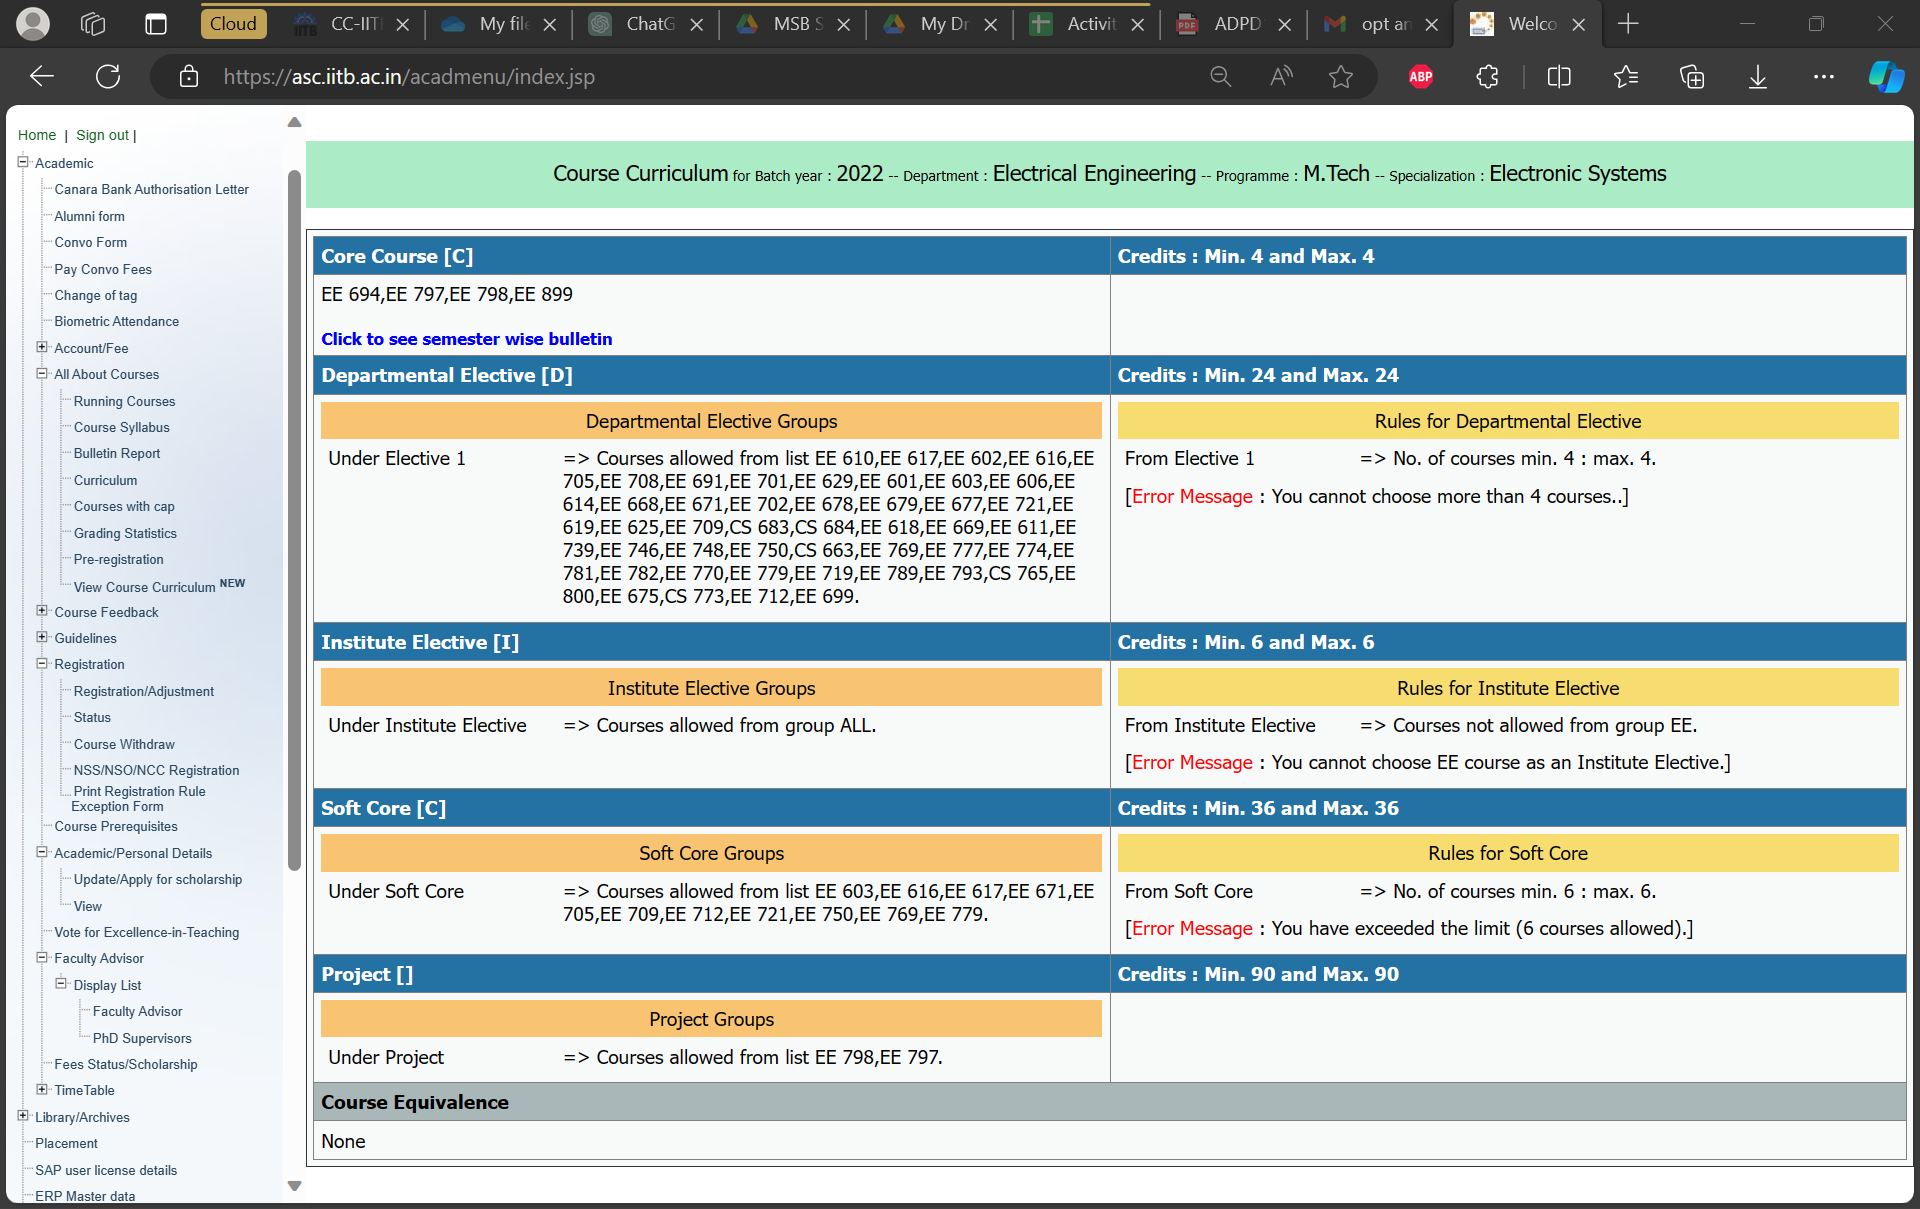 Cloud
CC-IIT
My file
ChatG
MSB S
My Dr
Activit
ADPD
opt an
Welco
https://asc.iitb.ac.in/acadmenu/index.jsp
ABP
Home | Sign out |
Academic
Canara Bank Authorisation Letter
Alumni form
Convo Form
Pay Convo Fees
Change of tag
Biometric Attendance
Account/Fee
All About Courses
Running Courses
Course Syllabus
Bulletin Report
Curriculum
Courses with cap
Grading Statistics
Pre-registration
View Course Curriculum NEW
Course Feedback
Guidelines
Registration
Registration/Adjustment
Status
Course Withdraw
NSS/NSO/NCC Registration
Print Registration Rule
Exception Form
Course Prerequisites
Academic/Personal Details
Update/Apply for scholarship
View
Vote for Excellence-in-Teaching
Faculty Advisor
Display List
Faculty Advisor
PhD Supervisors
Fees Status/Scholarship
TimeTable
Library/Archives
Placement
SAP user license details
ERP Master data
Course Curriculum for Batch year : 2022 -- Department : Electrical Engineering -- Programme : M.Tech -- Specialization : Electronic Systems
Core Course [C]
Credits : Min. 4 and Max. 4
EE 694,EE 797,EE 798,EE 899
Click to see semester wise bulletin
Departmental Elective [D]
Credits : Min. 24 and Max. 24
Departmental Elective Groups
Under Elective 1
=> Courses allowed from list EE 610,EE 617,EE 602,EE 616,EE
705,EE 708,EE 691,EE 701,EE 629,EE 601,EE 603,EE 606,EE
614,EE 668,EE 671,EE 702,EE 678,EE 679,EE 677,EE 721,EE
619,EE 625,EE 709,CS 683,CS 684,EE 618,EE 669,EE 611,EE
739,EE 746,EE 748,EE 750,CS 663,EE 769,EE 777,EE 774,EE
781,EE 782,EE 770,EE 779,EE 719,EE 789,EE 793,CS 765,EE
800,EE 675,CS 773,EE 712,EE 699.
Rules for Departmental Elective
From Elective 1
=> No. of courses min. 4 : max. 4.
[Error Message : You cannot choose more than 4 courses..]
Institute Elective [I]
Credits : Min. 6 and Max. 6
Institute Elective Groups
Under Institute Elective
=> Courses allowed from group ALL.
Rules for Institute Elective
From Institute Elective
=> Courses not allowed from group EE.
[Error Message : You cannot choose EE course as an Institute Elective.]
Soft Core [C]
Credits : Min. 36 and Max. 36
Soft Core Groups
Under Soft Core
=> Courses allowed from list EE 603,EE 616,EE 617,EE 671,EE
705,EE 709,EE 712,EE 721,EE 750,EE 769,EE 779.
Rules for Soft Core
From Soft Core
=> No. of courses min. 6 : max. 6.
[Error Message : You have exceeded the limit (6 courses allowed).]
Project []
Credits : Min. 90 and Max. 90
Project Groups
Under Project
=> Courses allowed from list EE 798,EE 797.
Course Equivalence
None